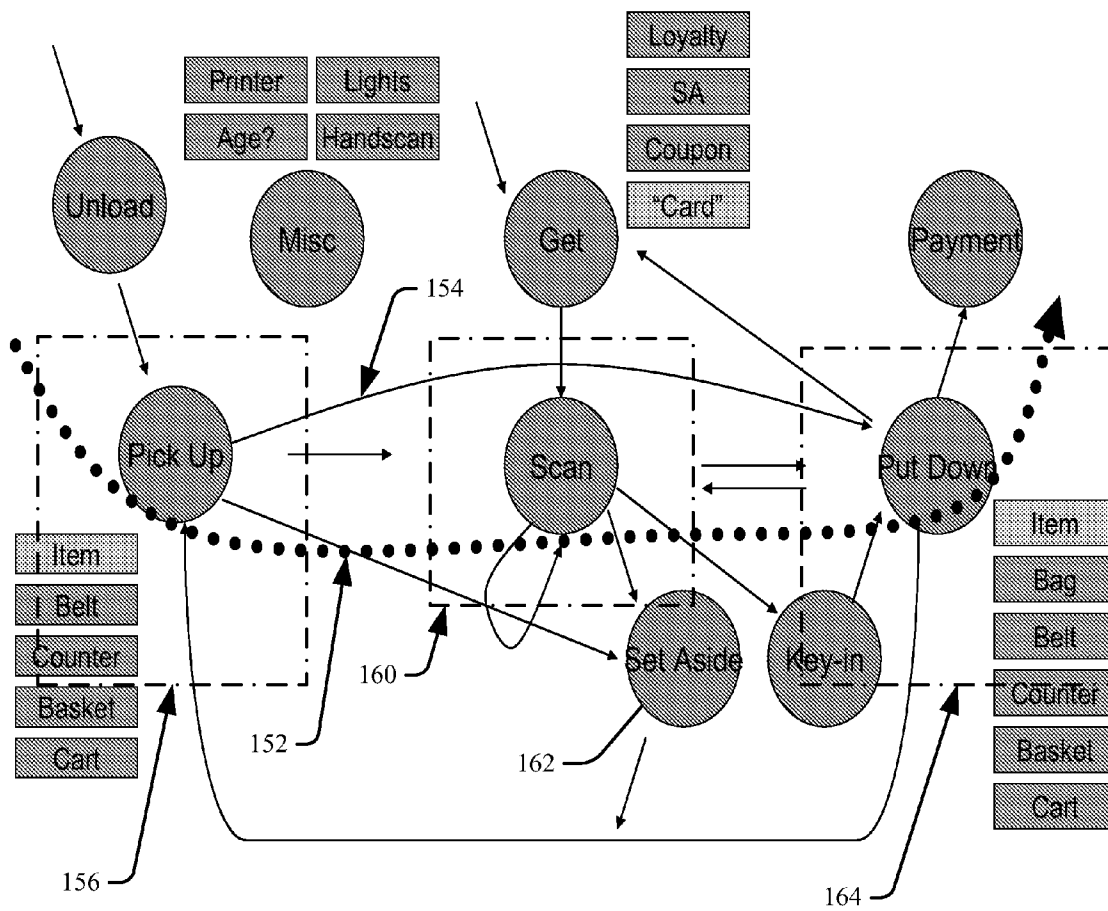 Loyalty
Printer
Lights
SA
Age?
Handscan
Coupon
"Card"
Unload
Misc
Get
Payment
154
Pick Up
Scan
Put Down
Item
Belt
Counter
Basket
Cart
Item
Bag
Belt
Counter
Basket
Cart
Set Aside
Key-in
160
152
162
156
164